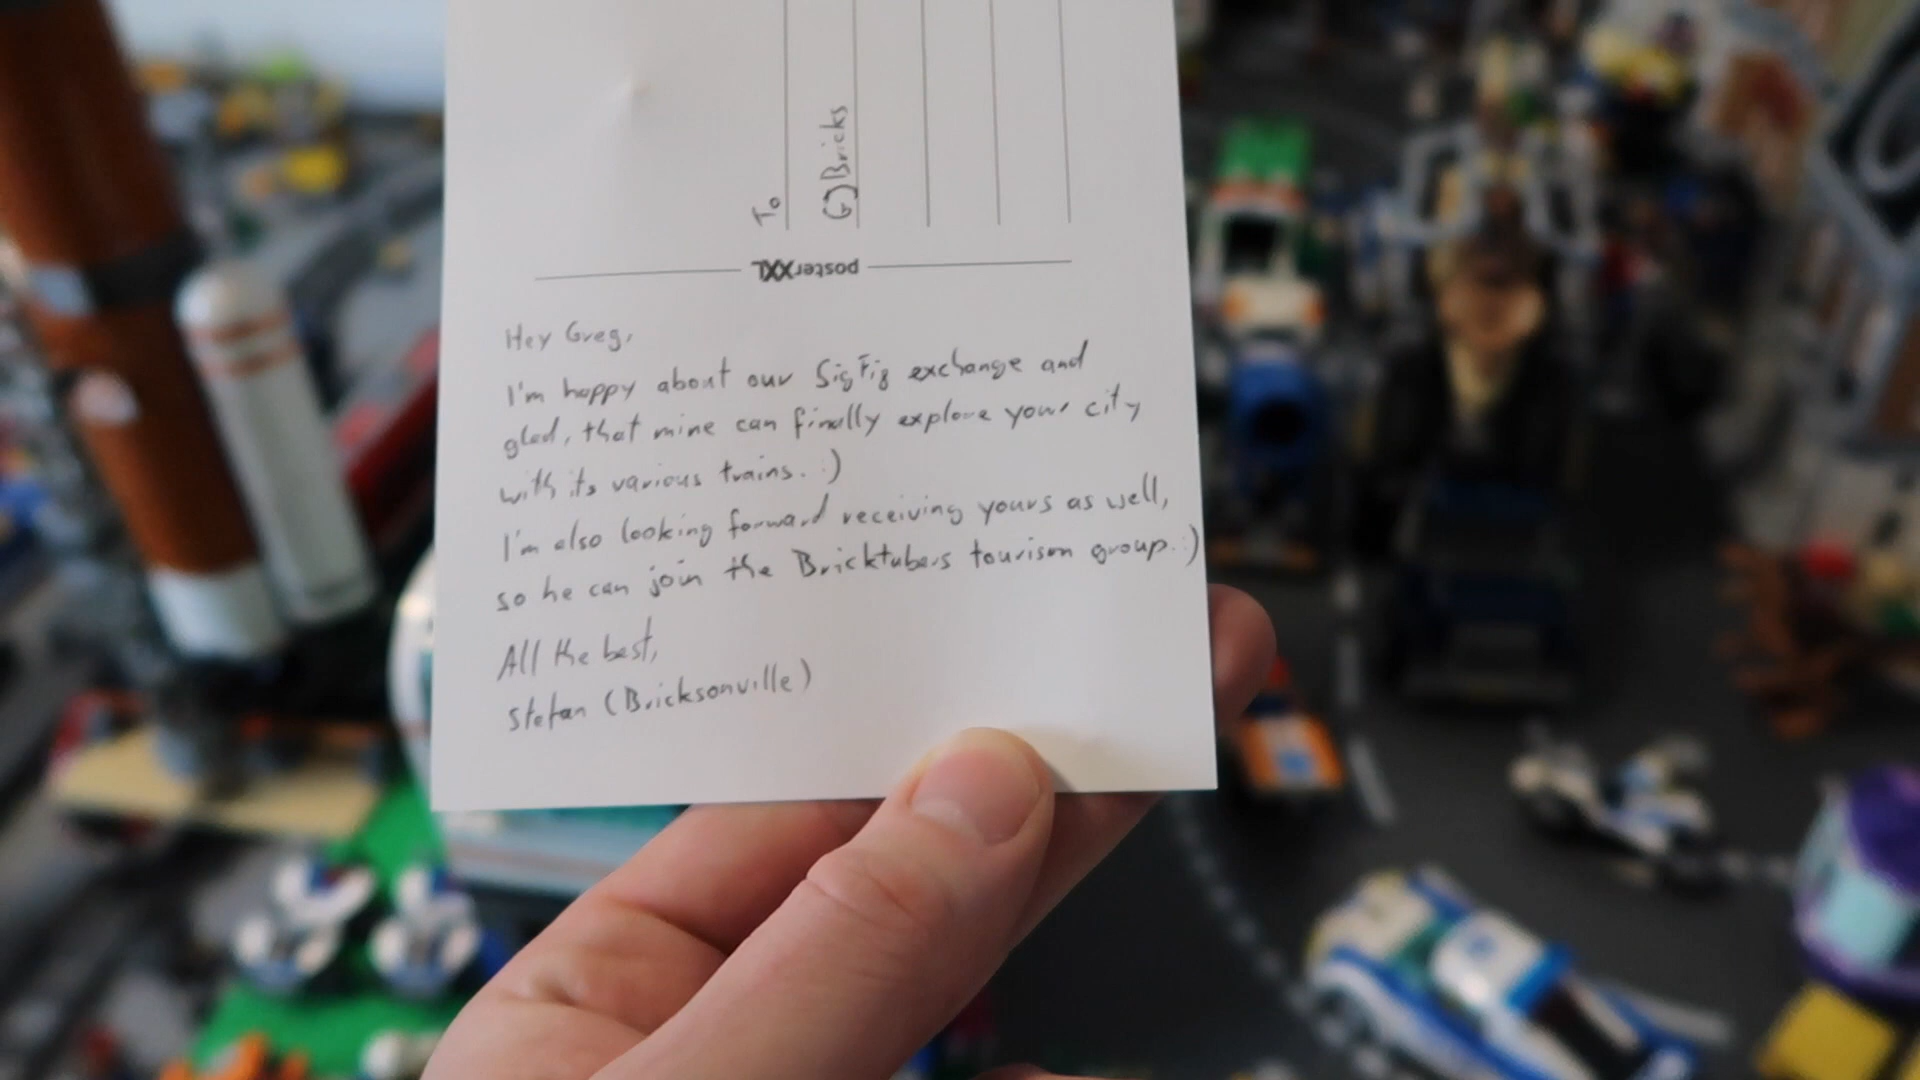 To
G)Bricks
posterXXL
Hey Greg,
I'm happy about our SigFig exchange and
glad, that mine can finally explore your city
with its various trains. :)
I'm also looking forward receiving yours as well,
so he can join the Bricktubers tourism group. :)
All the best,
Stefan (Bricksonville)